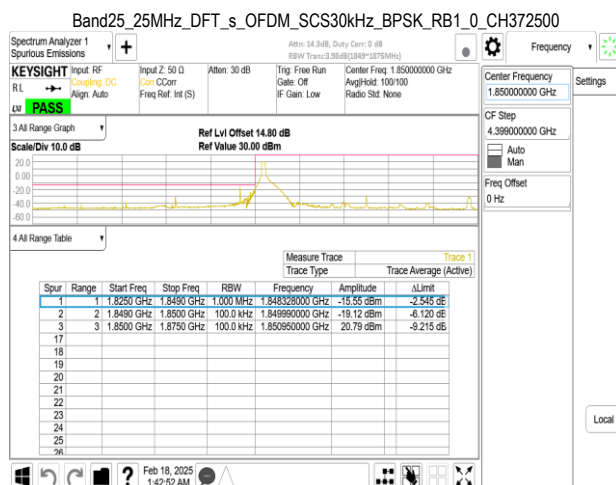 Band25_25MHz_DFT_s_OFDM_SCS30kHz_BPSK_RB1_0_CH372500
Spectrum Analyzer 1
Spurious Emissions
Attn: 14.3dB, Duty Corr: 0 dB
RBW Tranc:3.98dB(1849~1875MHz)
Frequency
KEYSIGHT
RL
PASS
Input: RF
Coupling: DC
Align: Auto
Input Z: 50 Ω
Corr CCorr
Freq Ref: Int (S)
Atten: 30 dB
Trig: Free Run
Gate: Off
IF Gain: Low
Center Freq: 1.850000000 GHz
Avg|Hold: 100/100
Radio Std: None
Center Frequency
1.850000000 GHz
Settings
CF Step
4.399000000 GHz
Auto
Man
Freq Offset
0 Hz
3 All Range Graph
Scale/Div 10.0 dB
Ref Lvl Offset 14.80 dB
Ref Value 30.00 dBm
20.0
0.00
-20.0
-40.0
-60.0
4 All Range Table
Measure Trace Trace 1
Trace Type Trace Average (Active)
Spur Range Start Freq Stop Freq RBW Frequency Amplitude ΔLimit
1 1 1.8250 GHz 1.8490 GHz 1.000 MHz 1.848328000 GHz -15.55 dBm -2.545 dB
2 2 1.8490 GHz 1.8500 GHz 100.0 kHz 1.849990000 GHz -19.12 dBm -6.120 dB
3 3 1.8500 GHz 1.8750 GHz 100.0 kHz 1.850950000 GHz 20.79 dBm -9.215 dB
17
18
19
20
21
22
23
24
25
26
Local
Feb 18, 2025
1:42:52 AM